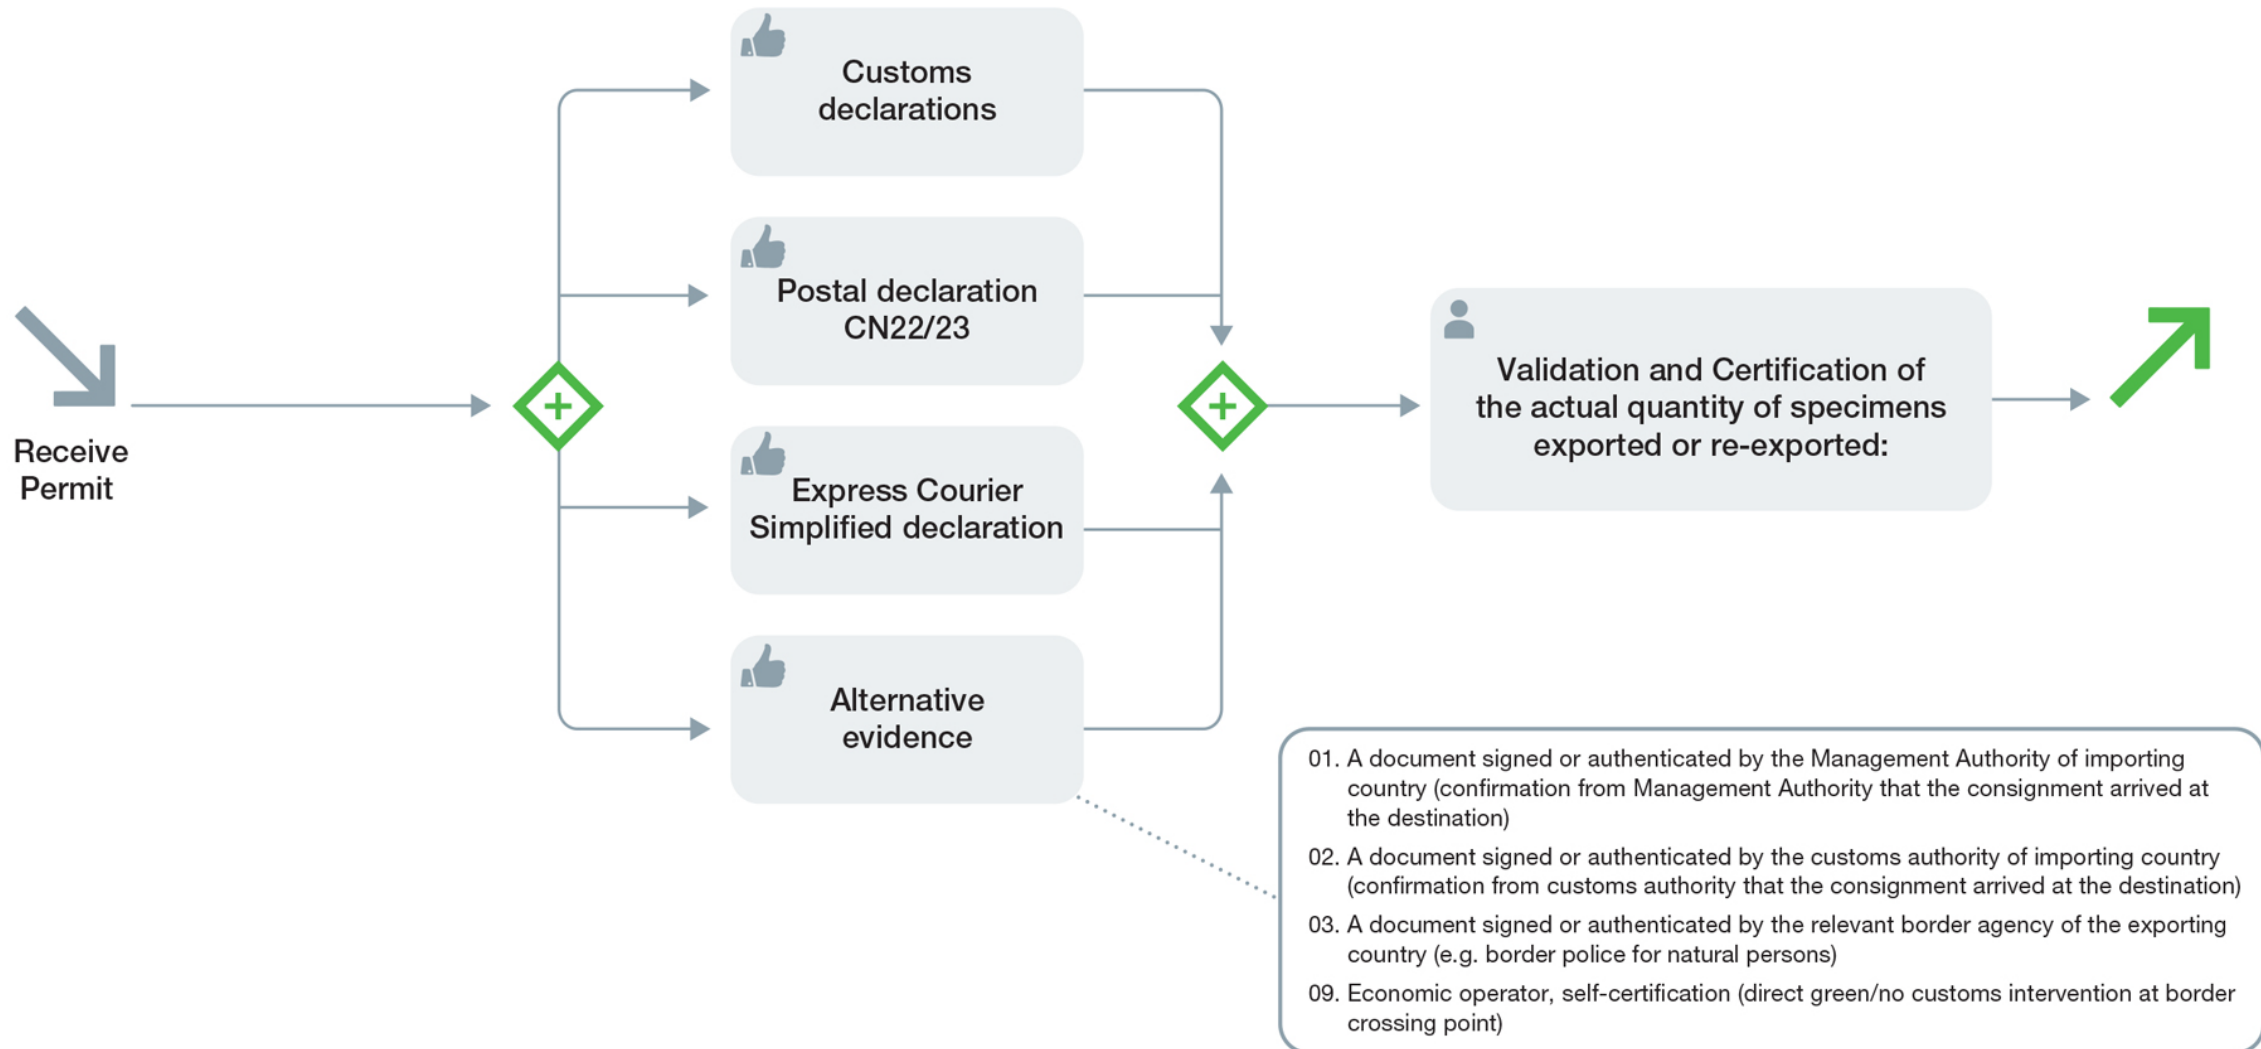 Receive
Permit
Customs
declarations
Postal declaration
CN22/23
Express Courier
Simplified declaration
Alternative
evidence
Validation and Certification of
the actual quantity of specimens
exported or re-exported:
01. A document signed or authenticated by the Management Authority of importing
country (confirmation from Management Authority that the consignment arrived at
the destination)
02. A document signed or authenticated by the customs authority of importing country
(confirmation from customs authority that the consignment arrived at the destination)
03. A document signed or authenticated by the relevant border agency of the exporting
country (e.g. border police for natural persons)
09. Economic operator, self-certification (direct green/no customs intervention at border
crossing point)